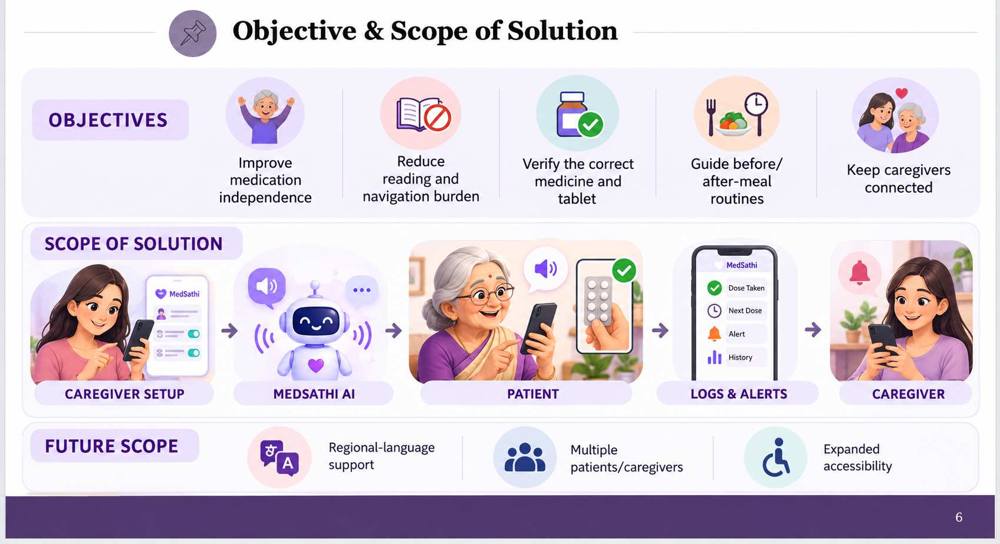 Objective & Scope of Solution
OBJECTIVES
Improve
medication
independence
Reduce
reading and
navigation burden
Verify the correct
medicine and
tablet
Guide before/
after-meal
routines
Keep caregivers
connected
SCOPE OF SOLUTION
MedSathi
CAREGIVER SETUP
MEDSATHI AI
PATIENT
MedSathi
Dose Taken
Next Dose
Alert
History
LOGS & ALERTS
CAREGIVER
FUTURE SCOPE
A
Regional-language
support
Multiple
patients/caregivers
Expanded
accessibility
6